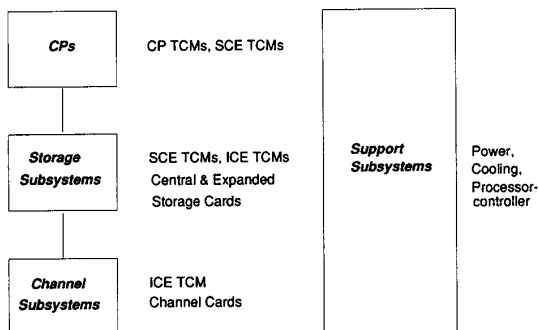 CPs
CP TCMs, SCE TCMs
Storage
Subsystems
SCE TCMs, ICE TCMs
Central & Expanded
Storage Cards
Support
Subsystems
Power,
Cooling,
Processor-
controller
Channel
Subsystems
ICE TCM
Channel Cards